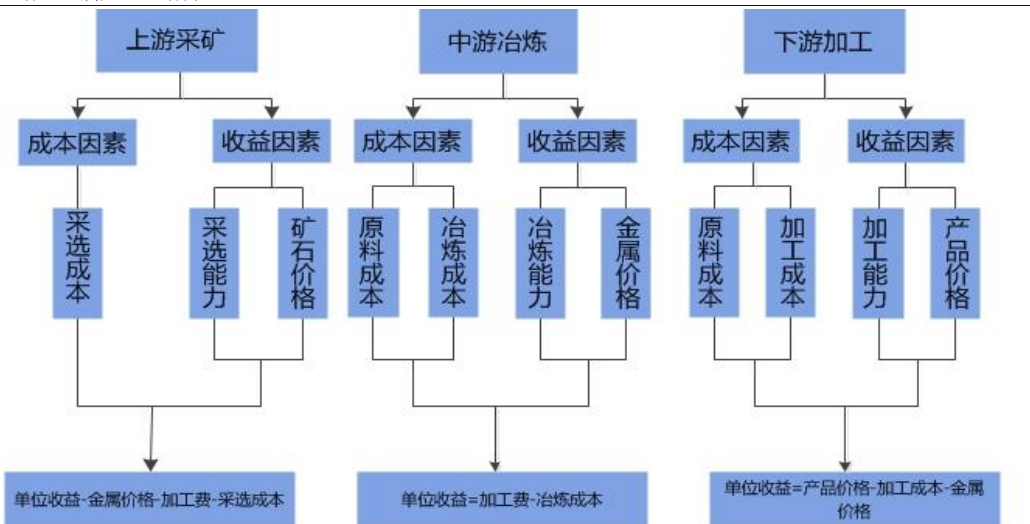 上游采矿
中游冶炼
下游加工
成本因素
收益因素
成本因素
收益因素
成本因素
收益因素
采选成本
采选能力
矿石价格
原料成本
冶炼成本
冶炼能力
金属价格
原料成本
加工成本
加工能力
产品价格
单位收益-金属价格-加工费-采选成本
单位收益=加工费-冶炼成本
单位收益=产品价格-加工成本-金属
价格